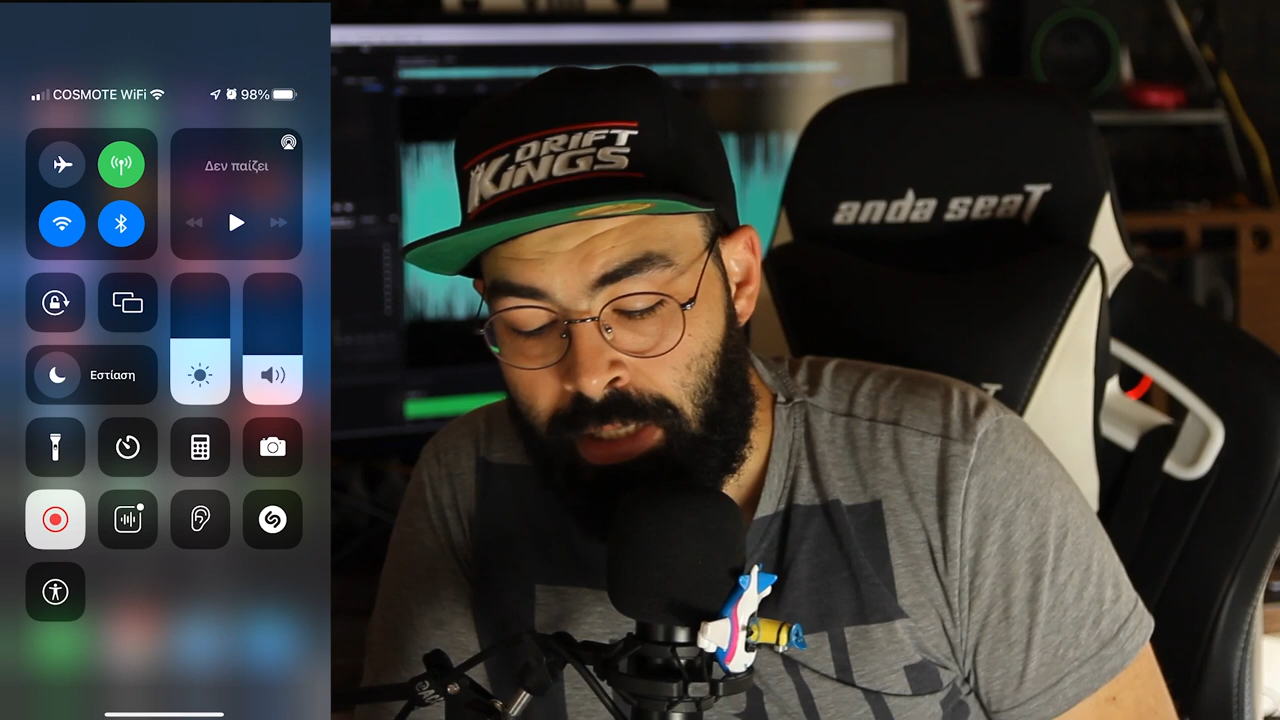 COSMOTE WiFi
98%
Δεν παίζει
Εστίαση
DRIFT
KINGS
anda seaT